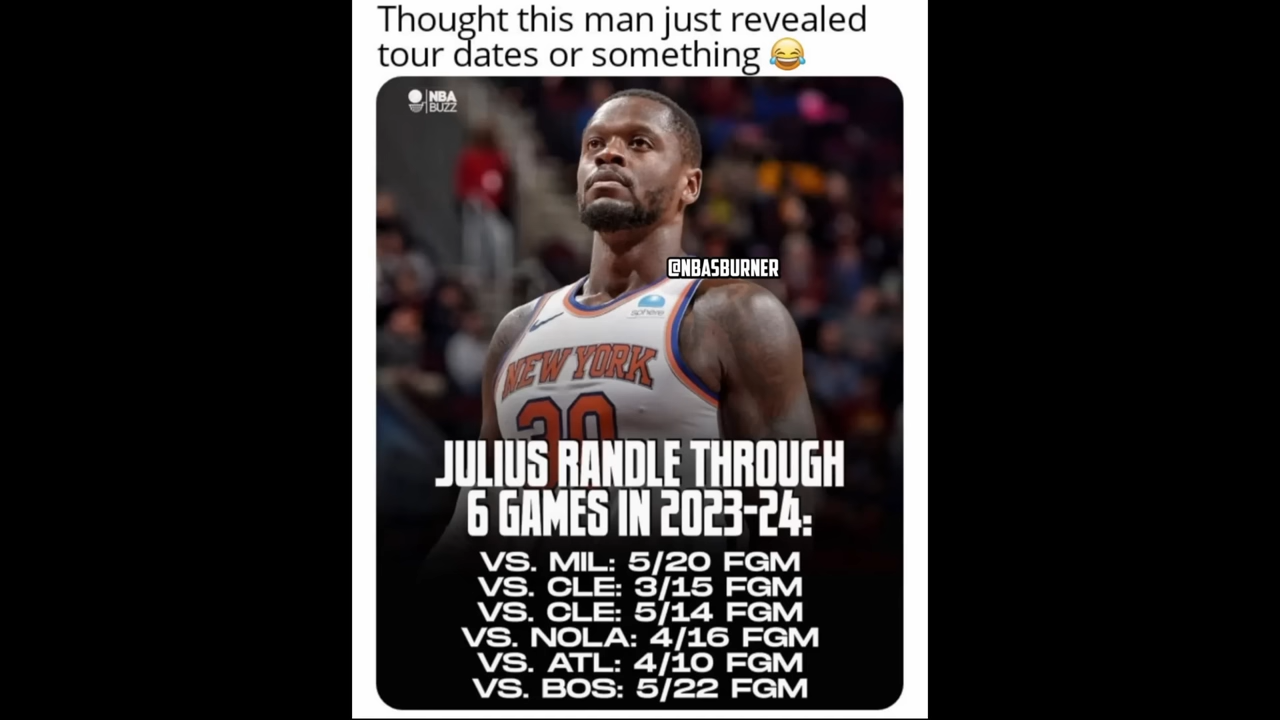 Thought this man just revealed
tour dates or something 😂
NBA
BUZZ
@NBASBURNER
sphere
NEW YORK
30
JULIUS RANDLE THROUGH
6 GAMES IN 2023-24:
VS. MIL: 5/20 FGM
VS. CLE: 3/15 FGM
VS. CLE: 5/14 FGM
VS. NOLA: 4/16 FGM
VS. ATL: 4/10 FGM
VS. BOS: 5/22 FGM